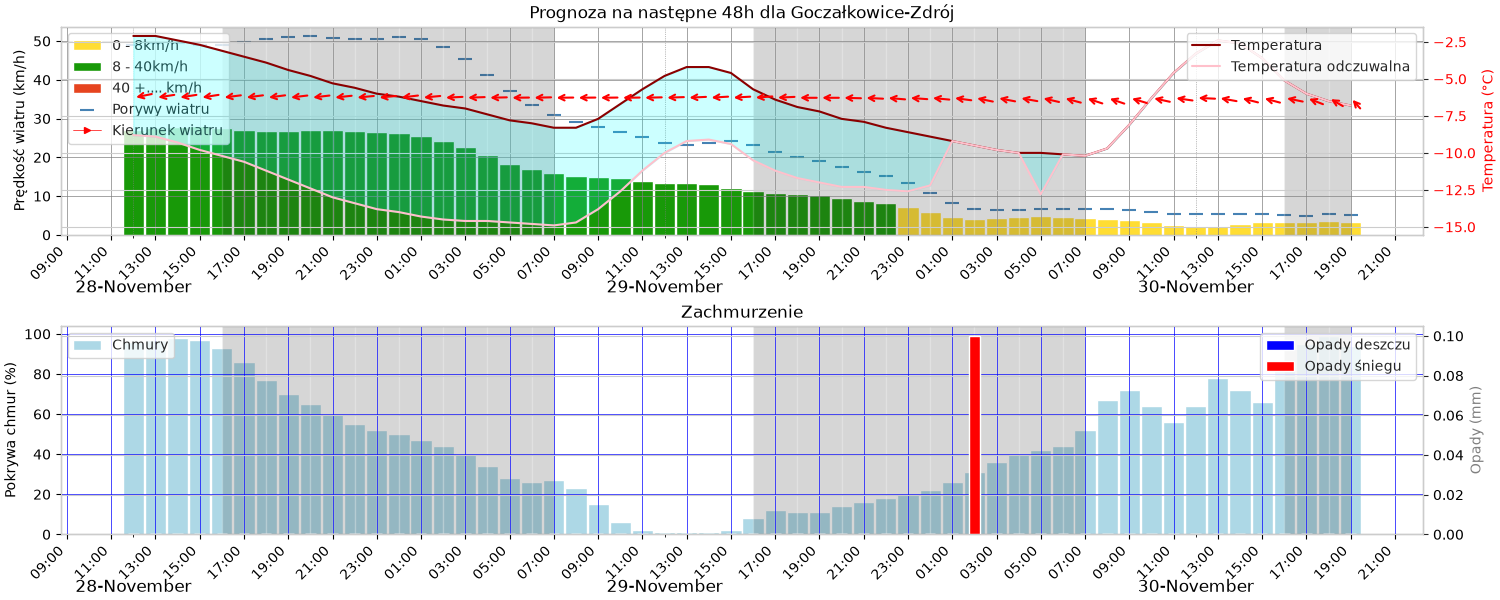 Prognoza na następne 48h dla Goczałkowice-Zdrój
Prędkość wiatru (km/h)
50
40
30
20
10
0
0 - 8km/h
8 - 40km/h
40 +.... km/h
Porywy wiatru
Kierunek wiatru
Temperatura
Temperatura odczuwalna
−2.5
−5.0
−7.5
−10.0
−12.5
−15.0
Temperatura (°C)
09:00 11:00 13:00 15:00 17:00 19:00 21:00 23:00 01:00 03:00 05:00 07:00 09:00 11:00 13:00 15:00 17:00 19:00 21:00 23:00 01:00 03:00 05:00 07:00 09:00 11:00 13:00 15:00 17:00 19:00 21:00
28-November 29-November 30-November
Zachmurzenie
Pokrywa chmur (%)
100
80
60
40
20
0
Chmury
Opady deszczu
Opady śniegu
0.10
0.08
0.06
0.04
0.02
0.00
Opady (mm)
09:00 11:00 13:00 15:00 17:00 19:00 21:00 23:00 01:00 03:00 05:00 07:00 09:00 11:00 13:00 15:00 17:00 19:00 21:00 23:00 01:00 03:00 05:00 07:00 09:00 11:00 13:00 15:00 17:00 19:00 21:00
28-November 29-November 30-November